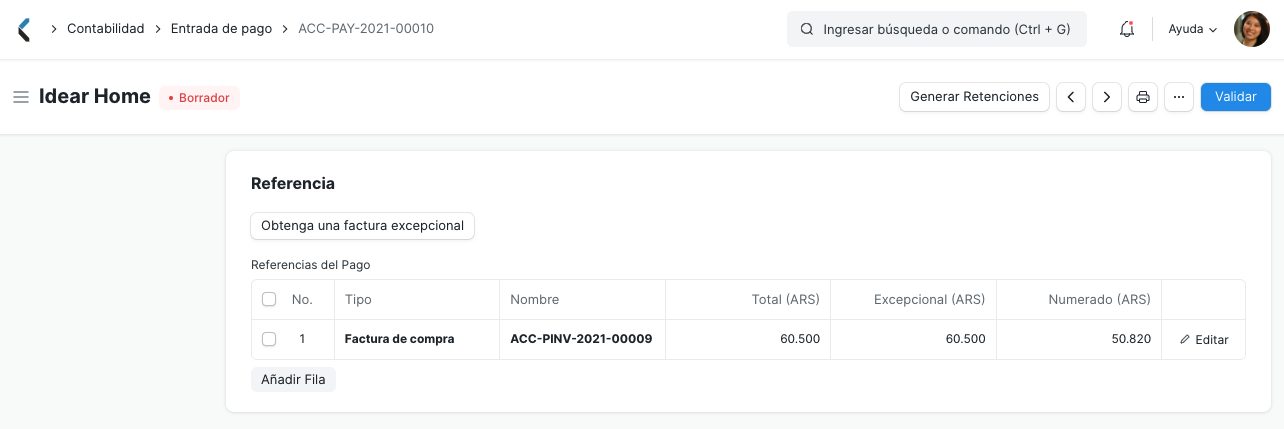 Contabilidad
Entrada de pago
ACC-PAY-2021-00010
Ingresar búsqueda o comando (Ctrl + G)
Ayuda
Idear Home
Borrador
Generar Retenciones
Validar
Referencia
Obtenga una factura excepcional
Referencias del Pago
No. Tipo Nombre Total (ARS) Excepcional (ARS) Numerado (ARS)
1 Factura de compra ACC-PINV-2021-00009 60.500 60.500 50.820 Editar
Añadir Fila